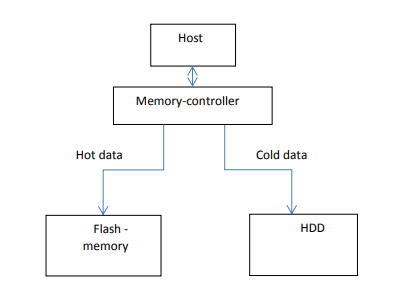 Host
Memory-controller
Hot data
Cold data
Flash -
memory
HDD